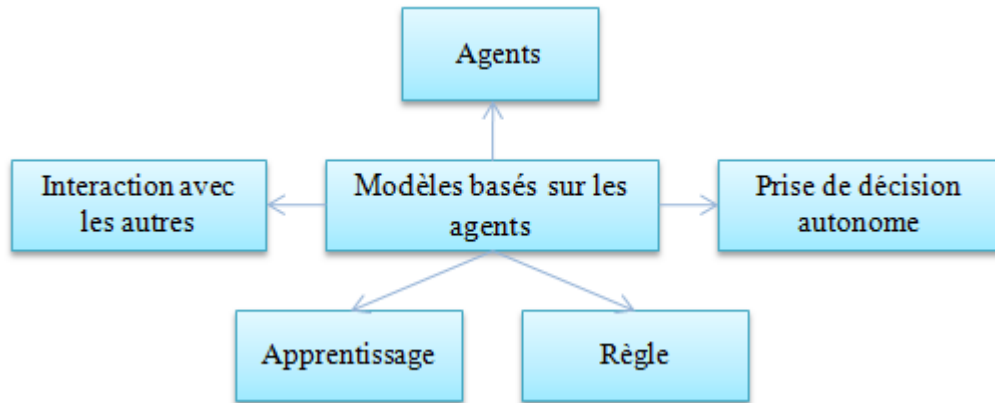 Agents
Interaction avec
les autres
Modèles basés sur les
agents
Prise de décision
autonome
Apprentissage
Règle